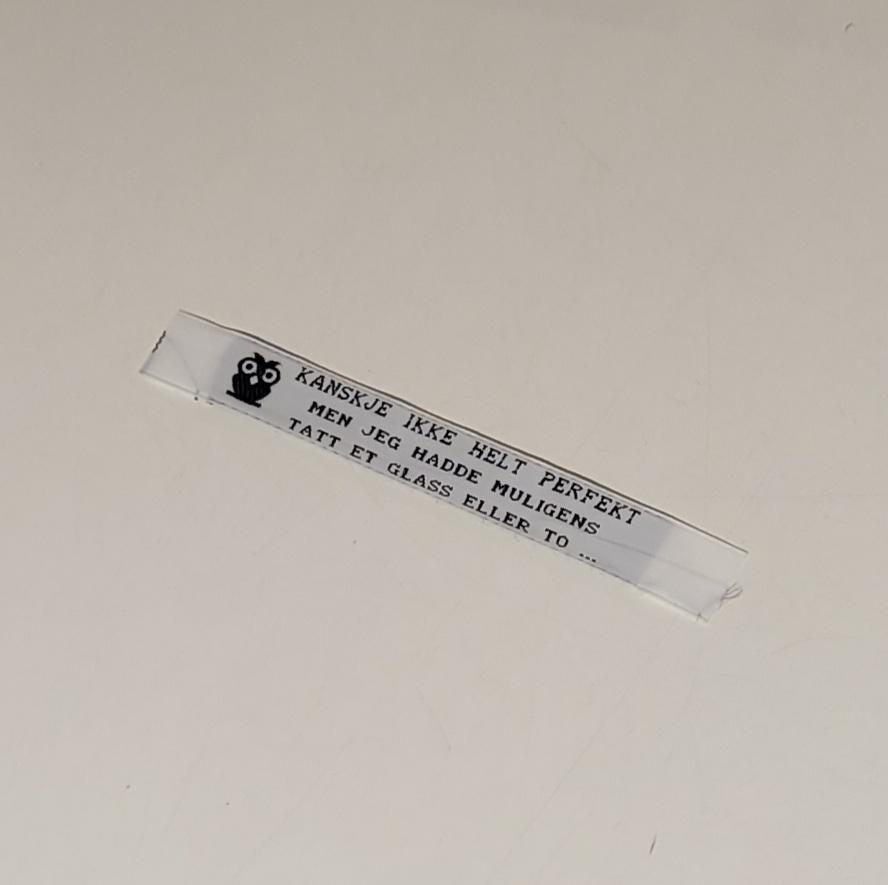 KANSKJE IKKE HELT PERFEKT
MEN JEG HADDE MULIGENS
TATT ET GLASS ELLER TO ...